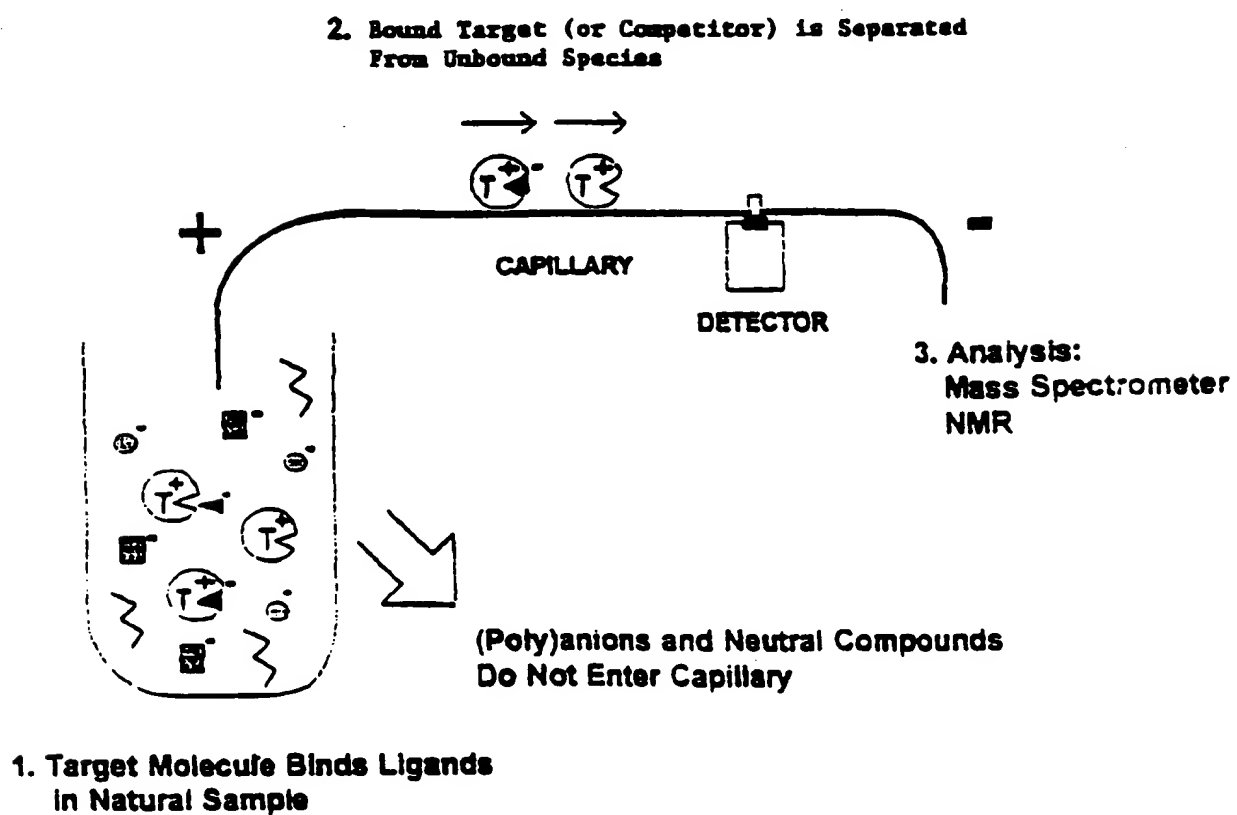 2. Bound Target (or Competitor) is Separated
From Unbound Species
T + -
T +
+
-
CAPILLARY
DETECTOR
3. Analysis:
Mass Spectrometer
NMR
-
-
-
T + -
T +
-
T + -
-
-
(Poly)anions and Neutral Compounds
Do Not Enter Capillary
1. Target Molecule Binds Ligands
in Natural Sample